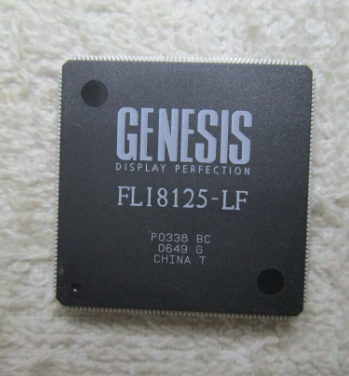 GENESIS
DISPLAY PERFECTION
FLI8125-LF
P0338 BC
0649 G
CHINA T